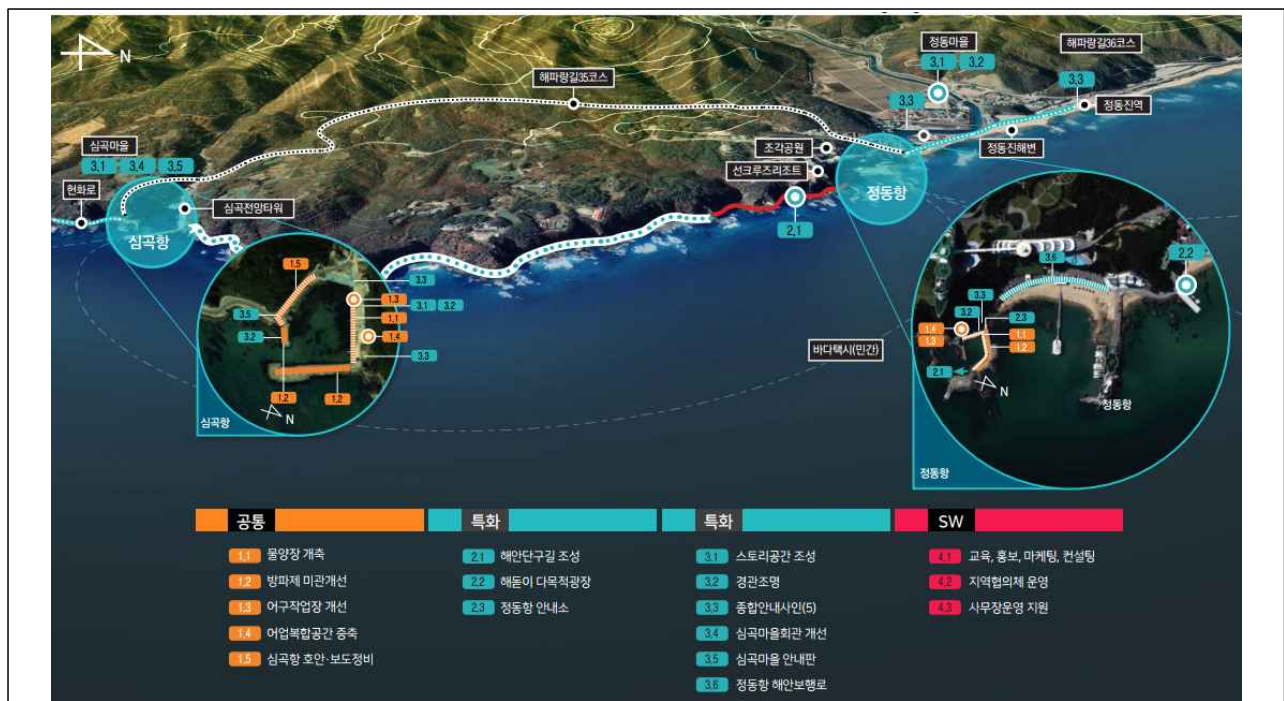 N
정동마을
3.1 3.2
해파랑길36코스
3.3
정동진역
해파랑길35코스
3.3
정동진해변
심곡마을
3.1 3.4 3.5
헌화로
심곡전망타워
심곡항
조각공원
선크루즈리조트
2.1
정동항
1.5
3.5
3.2
1.2
1.2
3.3
1.3
3.1 3.2
1.1
1.4
3.3
N
심곡항
바다택시(민간)
3.6
2.2
3.3
3.2
2.3
1.4
1.3
1.1
1.2
2.1
N
정동항
정동항
공통
1.1 물양장 개축
1.2 방파제 미관개선
1.3 어구작업장 개선
1.4 어업복합공간 증축
1.5 심곡항 호안·보도정비
특화
2.1 해안단구길 조성
2.2 해돋이 다목적광장
2.3 정동항 안내소
특화
3.1 스토리공간 조성
3.2 경관조명
3.3 종합안내사인(5)
3.4 심곡마을회관 개선
3.5 심곡마을 안내판
3.6 정동항 해안보행로
SW
4.1 교육, 홍보, 마케팅, 컨설팅
4.2 지역협의체 운영
4.3 사무장운영 지원